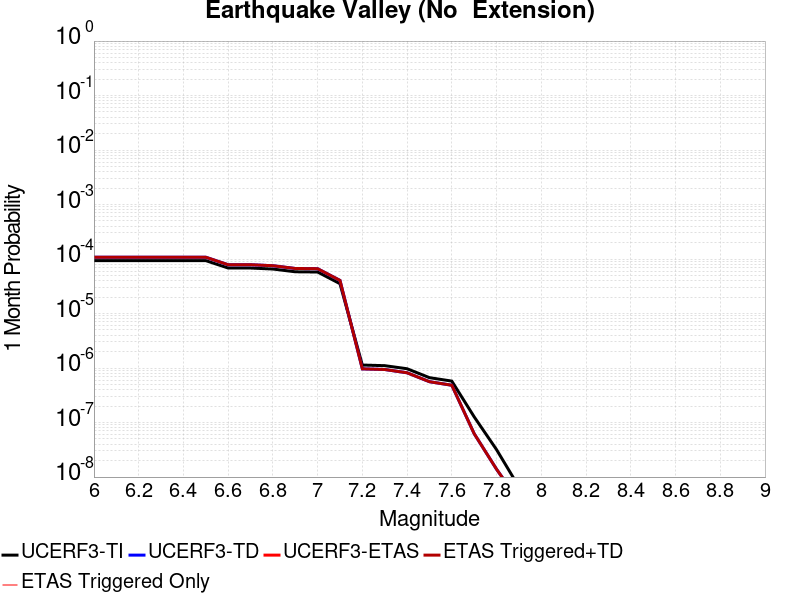 Earthquake Valley (No  Extension)
10^0
10^-1
10^-2
10^-3
10^-4
10^-5
10^-6
10^-7
10^-8
1 Month Probability
6 6.2 6.4 6.6 6.8 7 7.2 7.4 7.6 7.8 8 8.2 8.4 8.6 8.8 9
Magnitude
UCERF3-TI UCERF3-TD UCERF3-ETAS ETAS Triggered+TD
ETAS Triggered Only